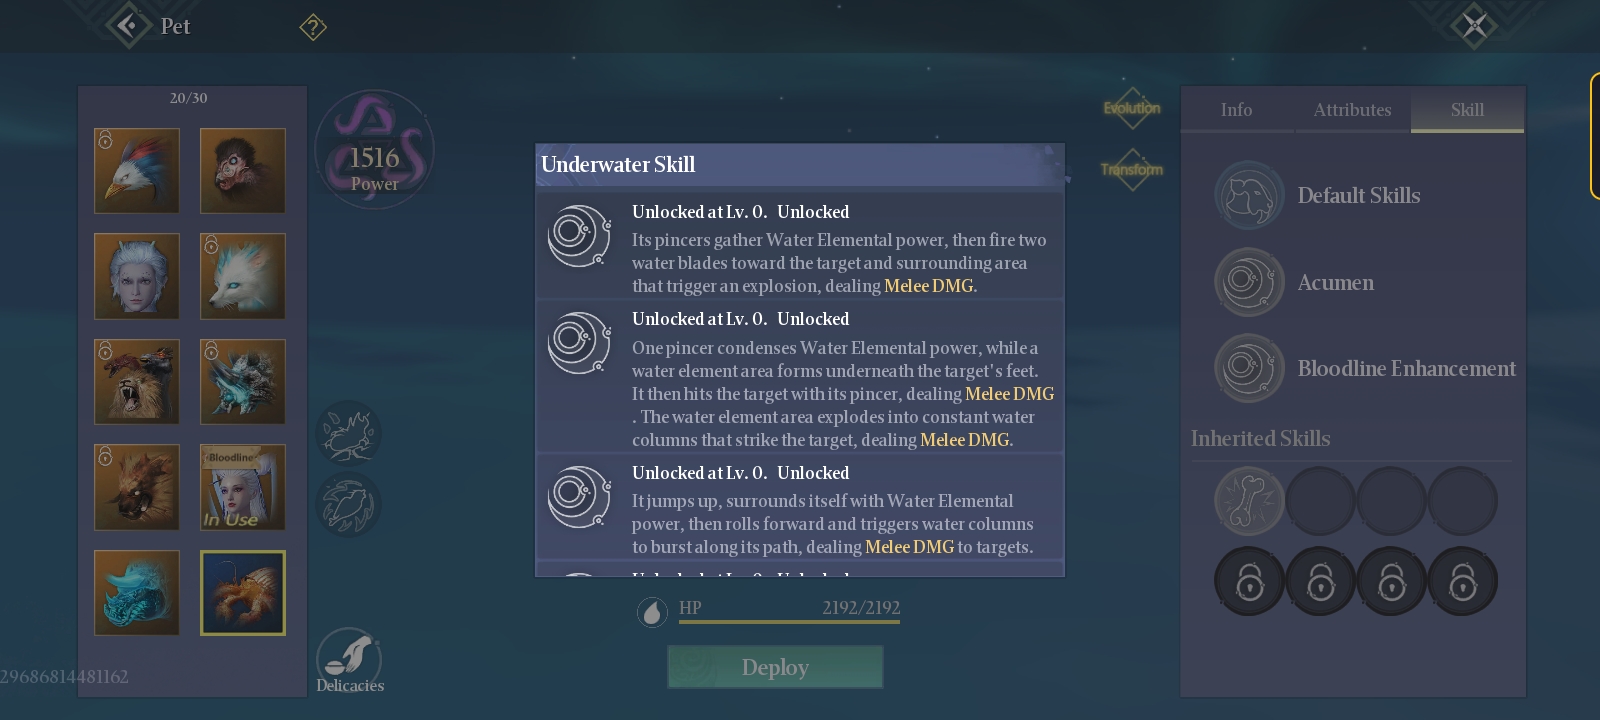 Pet
?
20/30
1516
Power
Bloodline
In Use
29686814481162
Delicacies
Underwater Skill
Unlocked at Lv. 0. Unlocked
Its pincers gather Water Elemental power, then fire two
water blades toward the target and surrounding area
that trigger an explosion, dealing Melee DMG.
Unlocked at Lv. 0. Unlocked
One pincer condenses Water Elemental power, while a
water element area forms underneath the target's feet.
It then hits the target with its pincer, dealing Melee DMG
. The water element area explodes into constant water
columns that strike the target, dealing Melee DMG.
Unlocked at Lv. 0. Unlocked
It jumps up, surrounds itself with Water Elemental
power, then rolls forward and triggers water columns
to burst along its path, dealing Melee DMG to targets.
HP 2192/2192
Deploy
Evolution
Transform
Info Attributes Skill
Default Skills
Acumen
Bloodline Enhancement
Inherited Skills